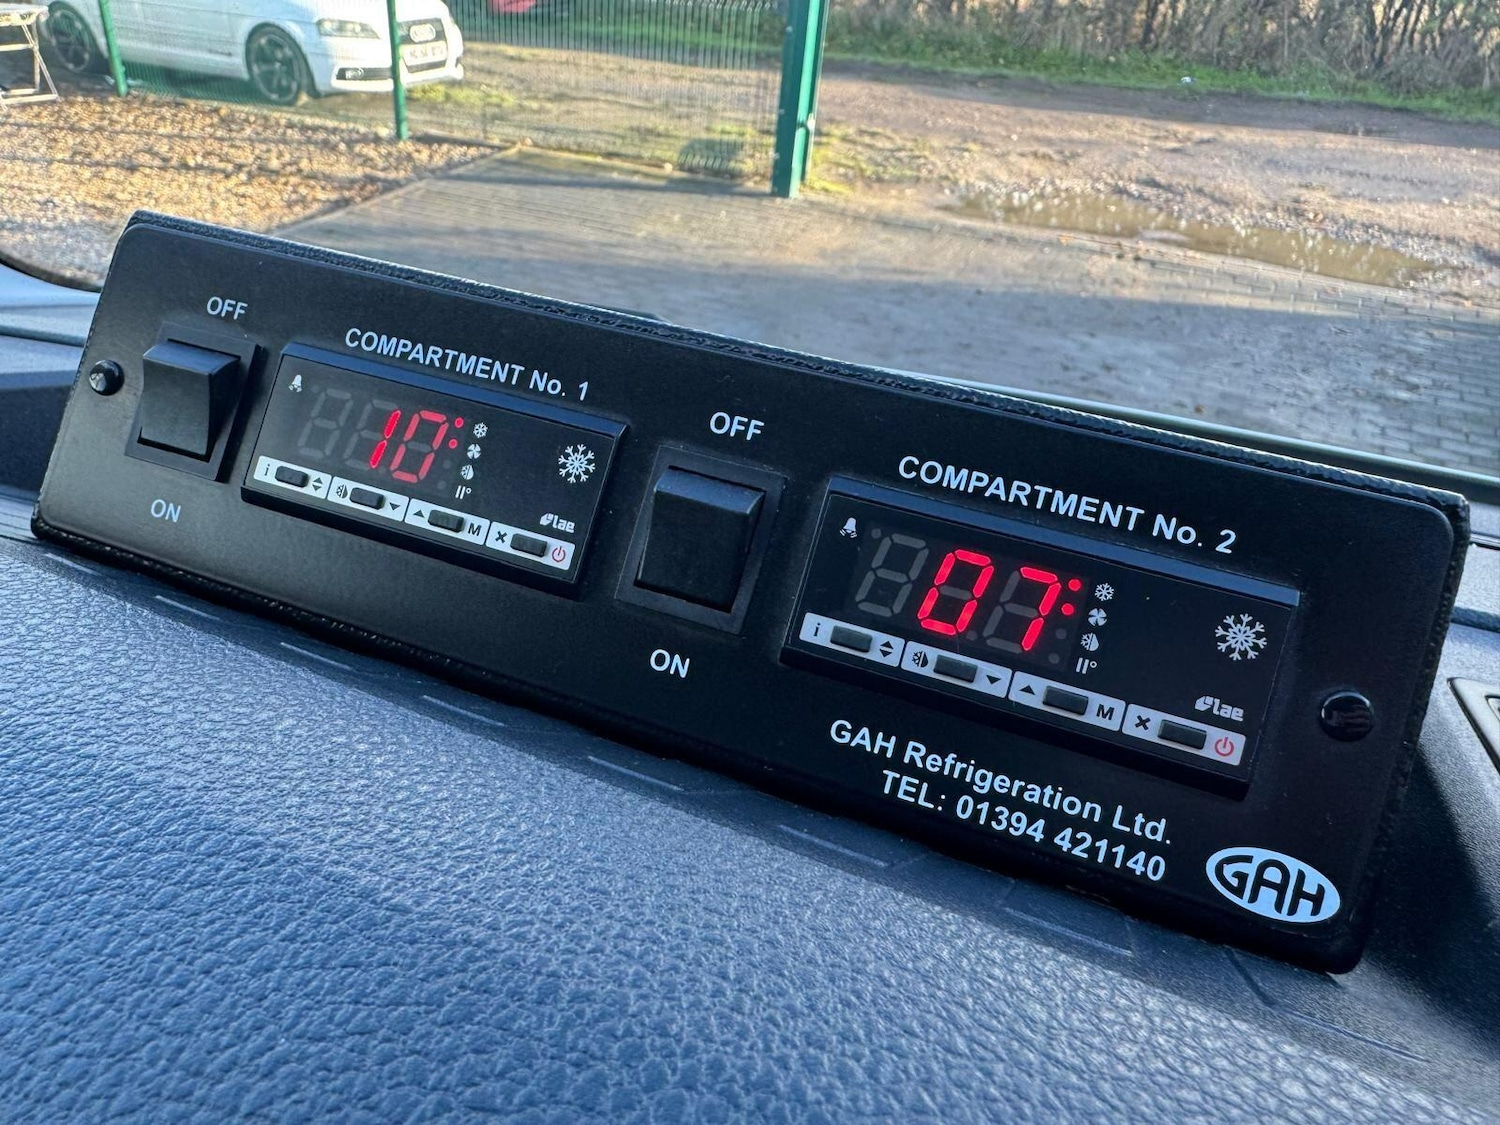 OFF
COMPARTMENT No. 1
10
i
M
lae
ON
OFF
COMPARTMENT No. 2
07
i
M
lae
ON
GAH Refrigeration Ltd.
TEL: 01394 421140
GAH